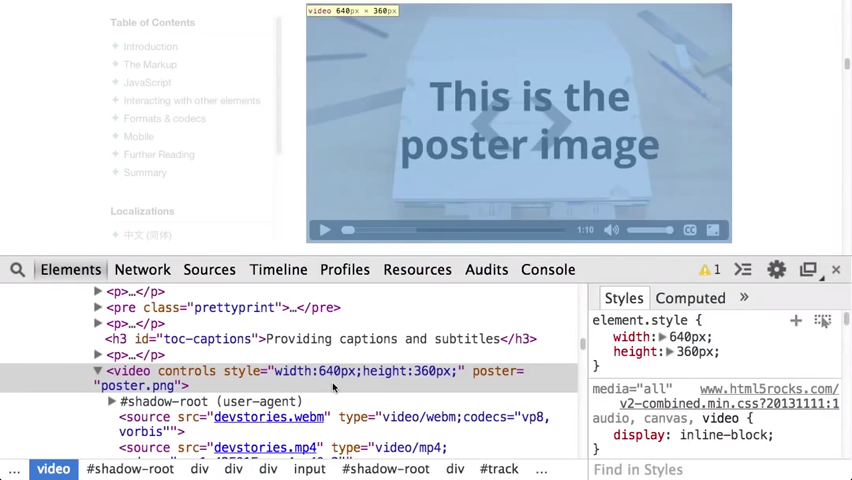 Table of Contents
Introduction
The Markup
JavaScript
Interacting with other elements
Formats & codecs
Mobile
Further Reading
Summary
Localizations
中文 (简体)
video 640px × 360px
This is the
poster image
1:10
CC
Elements Network Sources Timeline Profiles Resources Audits Console
1
<p>…</p>
<pre class="prettyprint">…</pre>
<p>…</p>
<h3 id="toc-captions">Providing captions and subtitles</h3>
<p>…</p>
<video controls style="width:640px;height:360px;" poster=
"poster.png">
#shadow-root (user-agent)
<source src="devstories.webm" type="video/webm;codecs="vp8,
vorbis"">
<source src="devstories.mp4" type="video/mp4;
… video #shadow-root div div div input #shadow-root div #track …
Styles Computed »
element.style {
width: 640px;
height: 360px;
}
media="all" www.html5rocks.com/
v2-combined.min.css?20131111:1
audio, canvas, video {
display: inline-block;
}
Find in Styles